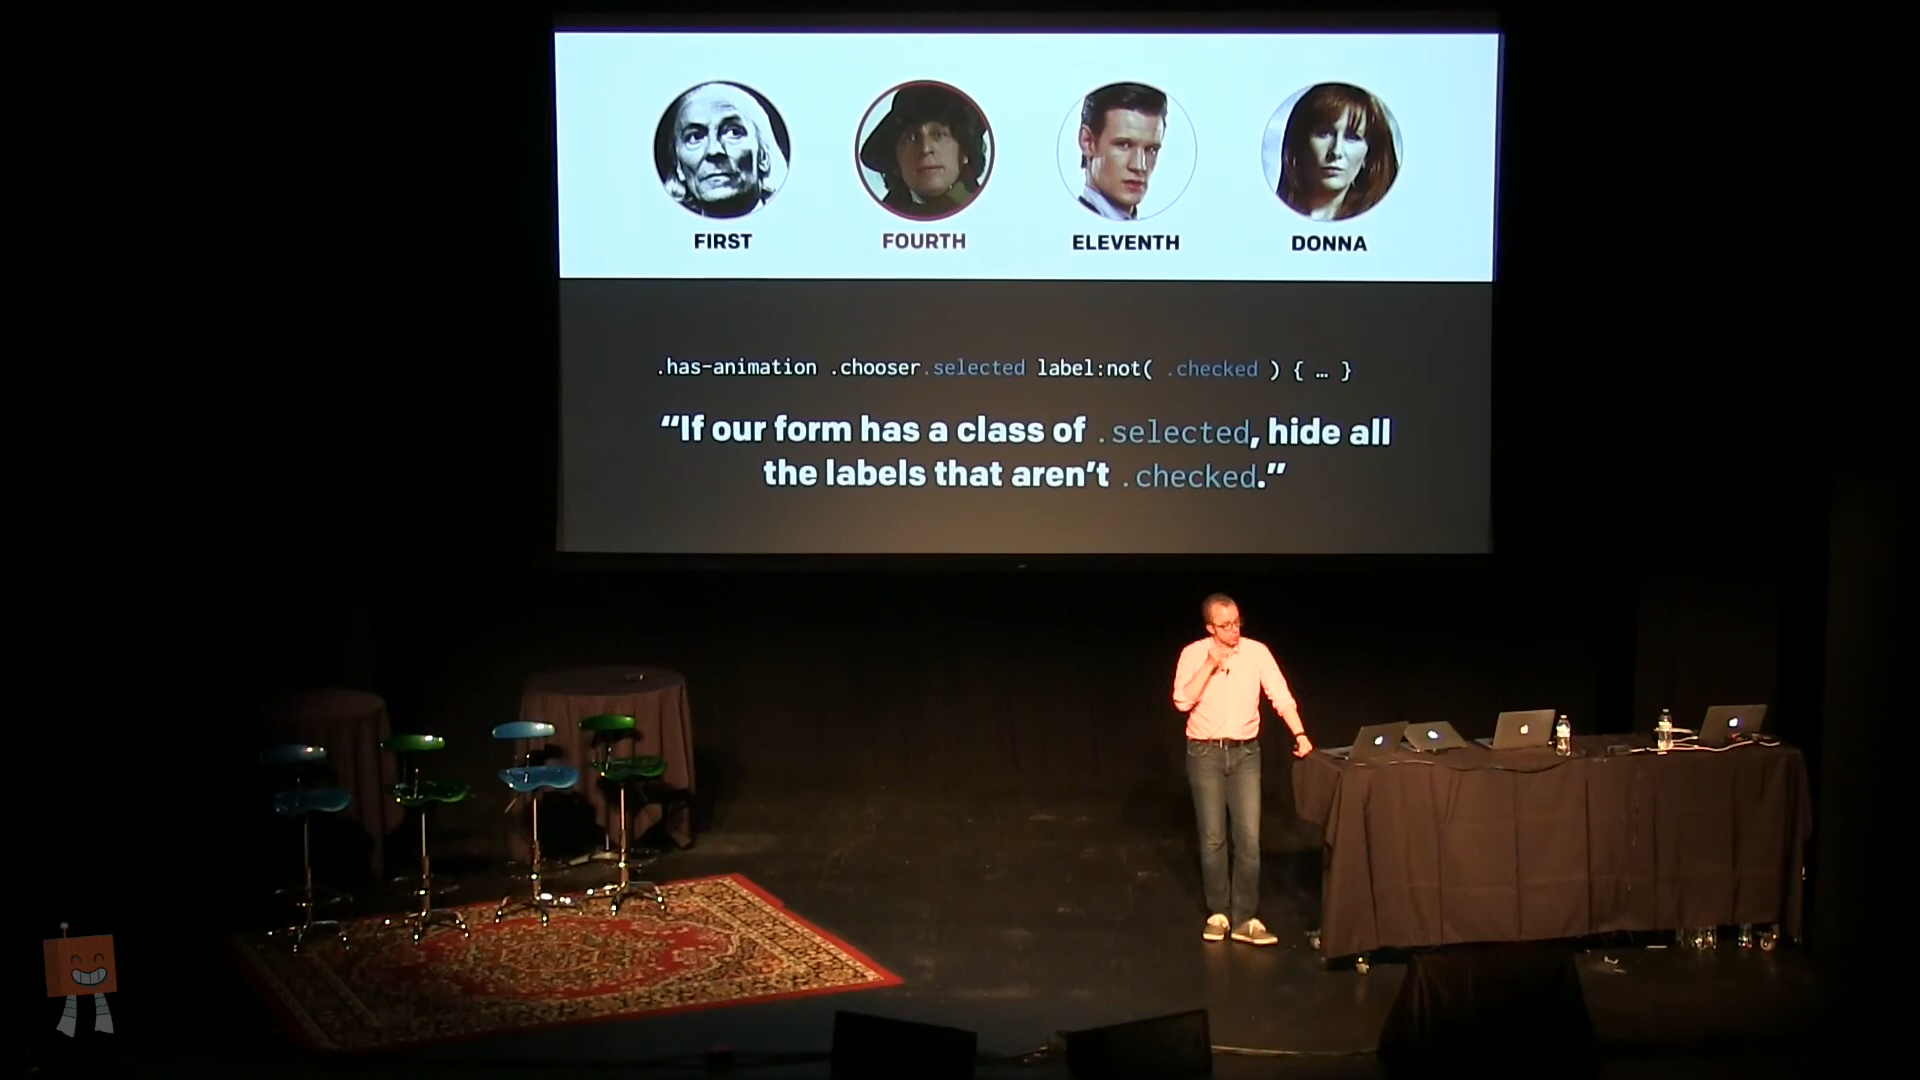 FIRST FOURTH ELEVENTH DONNA
.has-animation .chooser.selected label:not( .checked ) { … }
“If our form has a class of .selected, hide all
the labels that aren’t .checked.”